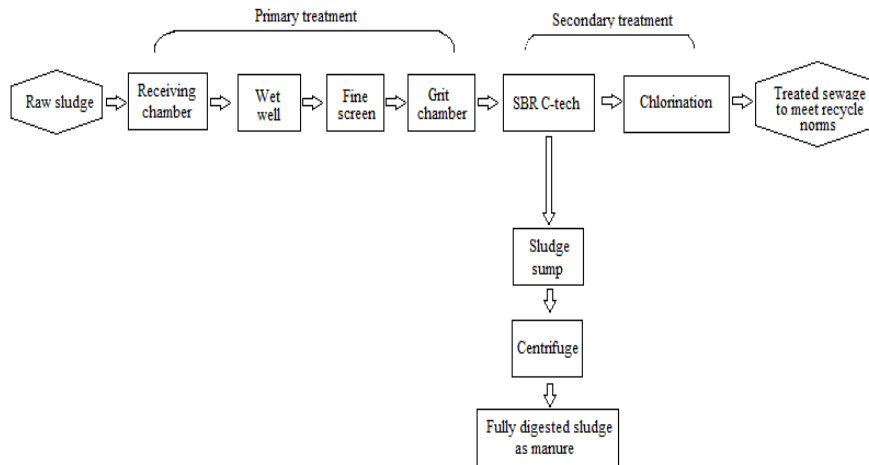 Primary treatment
Secondary treatment
Raw sludge
Receiving
chamber
Wet
well
Fine
screen
Grit
chamber
SBR C-tech
Chlorination
Treated sewage
to meet recycle
norms
Sludge
sump
Centrifuge
Fully digested sludge
as manure